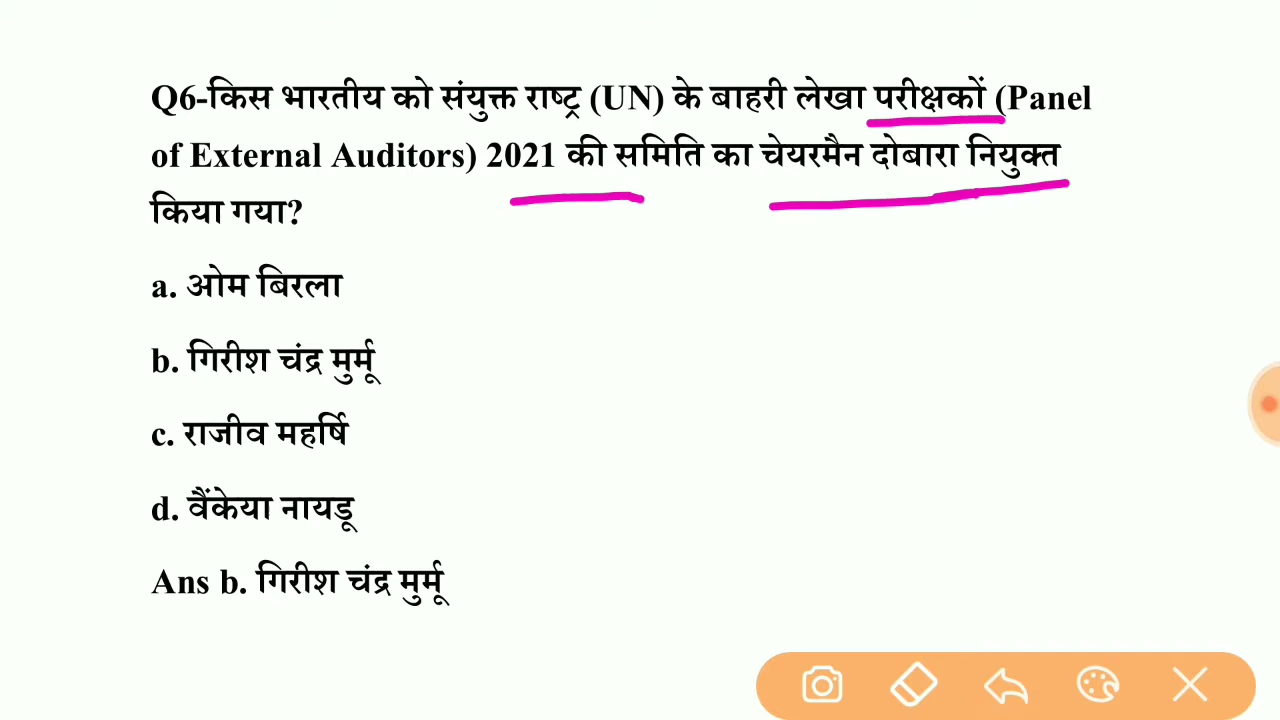 Q6-किस भारतीय को संयुक्त राष्ट्र (UN) के बाहरी लेखा परीक्षकों (Panel
of External Auditors) 2021 की समिति का चेयरमैन दोबारा नियुक्त
किया गया?
a. ओम बिरला
b. गिरीश चंद्र मुर्मू
c. राजीव महर्षि
d. वैंकेया नायडू
Ans b. गिरीश चंद्र मुर्मू